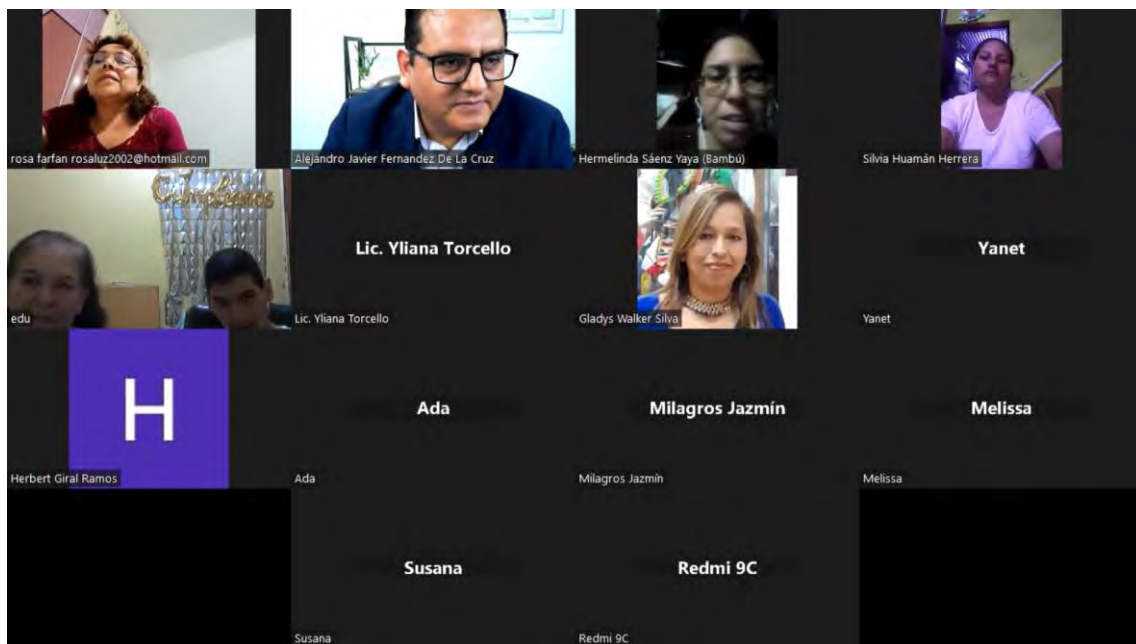 rosa farfan rosaluz2002@hotmail.com
Alejandro Javier Fernandez De La Cruz
Hermelinda Sáenz Yaya (Bambú)
Silvia Huamán Herrera
Cumpleaños
edu
Lic. Yliana Torcello
Lic. Yliana Torcello
Gladys Walker Silva
Yanet
Yanet
H
Herbert Giral Ramos
Ada
Ada
Milagros Jazmín
Milagros Jazmín
Melissa
Melissa
Susana
Susana
Redmi 9C
Redmi 9C